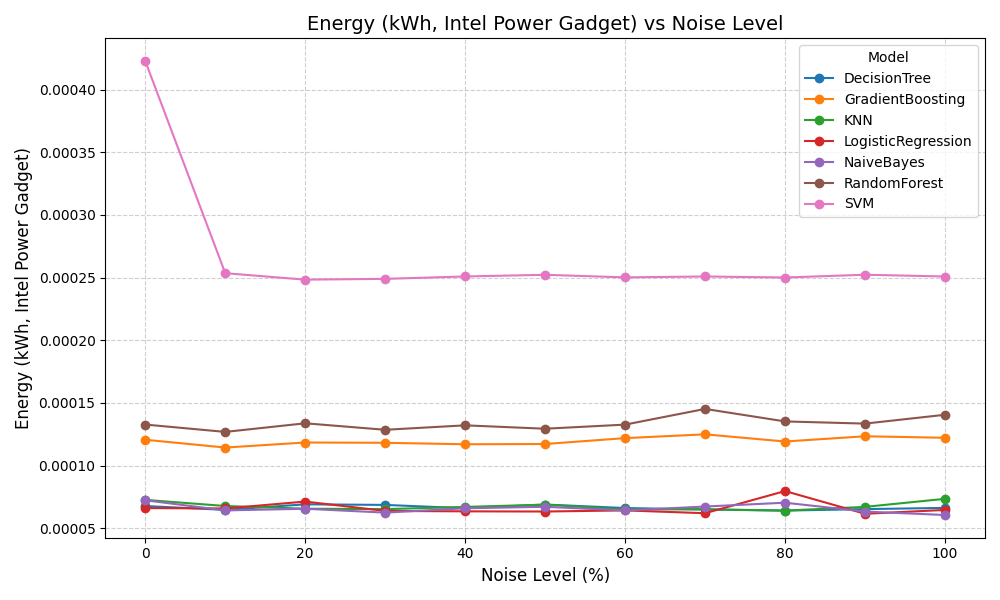 Energy (kWh, Intel Power Gadget) vs Noise Level
Energy (kWh, Intel Power Gadget)
0.00040
0.00035
0.00030
0.00025
0.00020
0.00015
0.00010
0.00005
Model
DecisionTree
GradientBoosting
KNN
LogisticRegression
NaiveBayes
RandomForest
SVM
0 20 40 60 80 100
Noise Level (%)